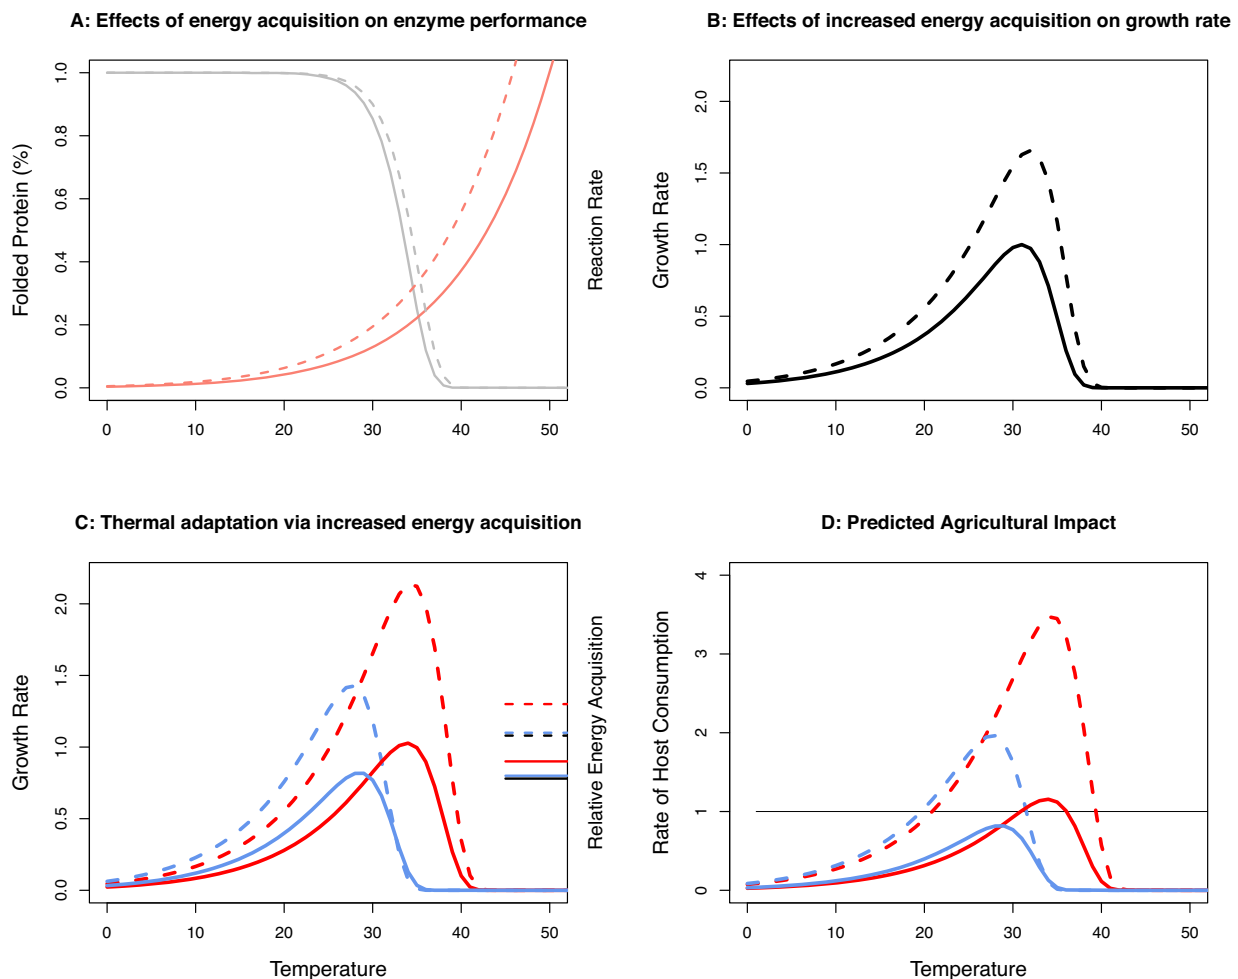 A: Effects of energy acquisition on enzyme performance
Folded Protein (%)
1.0
0.8
0.6
0.4
0.2
0.0
0 10 20 30 40 50
Reaction Rate
B: Effects of increased energy acquisition on growth rate
Growth Rate
2.0
1.5
1.0
0.5
0.0
0 10 20 30 40 50
C: Thermal adaptation via increased energy acquisition
Growth Rate
2.0
1.5
1.0
0.5
0.0
0 10 20 30 40 50
Temperature
Relative Energy Acquisition
D: Predicted Agricultural Impact
Rate of Host Consumption
4
3
2
1
0
0 10 20 30 40 50
Temperature